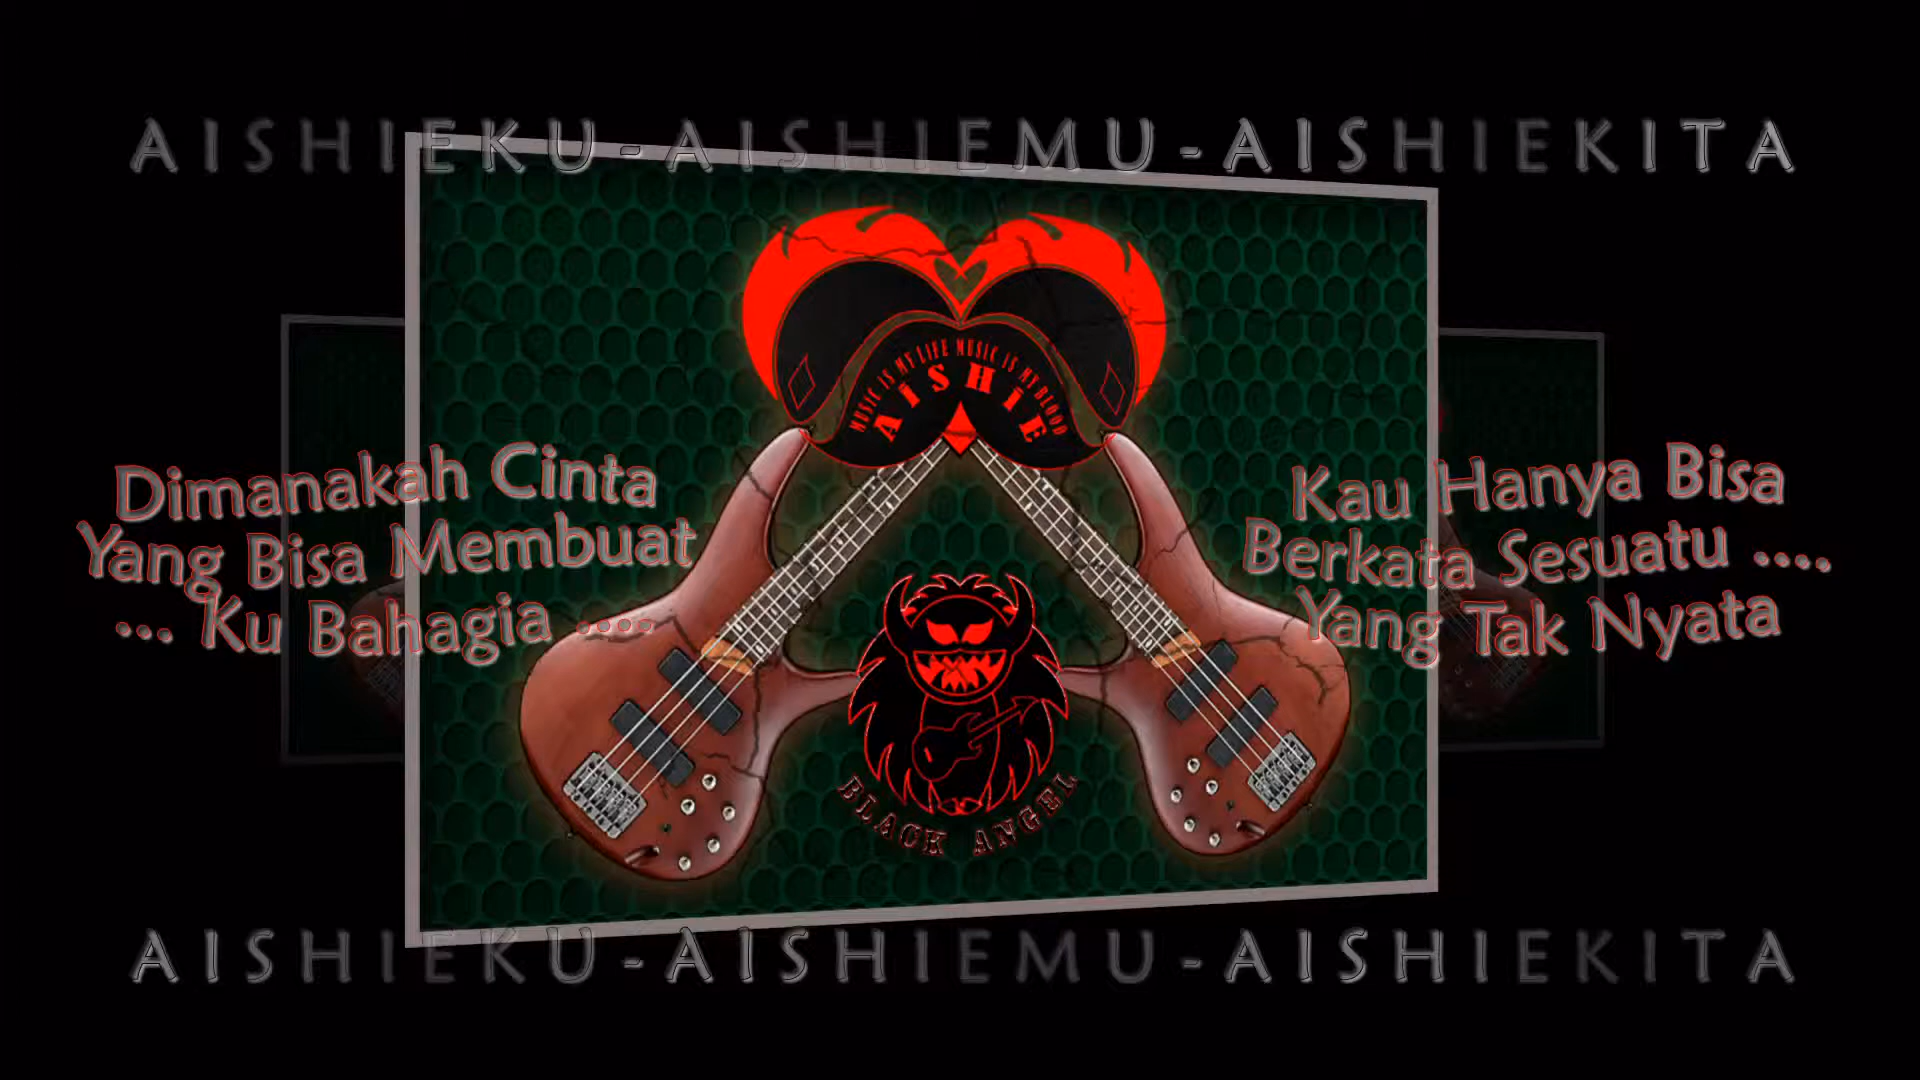 AISHIEKU-AISHIEMU-AISHIEKITA
MUSIC IS MY LIFE MUSIC IS MY BLOOD
AiSHiE
Dimanakah Cinta
Yang Bisa Membuat
... Ku Bahagia ....
Kau Hanya Bisa
Berkata Sesuatu ....
Yang Tak Nyata
BLACK ANGEL
AISHIEKU-AISHIEMU-AISHIEKITA